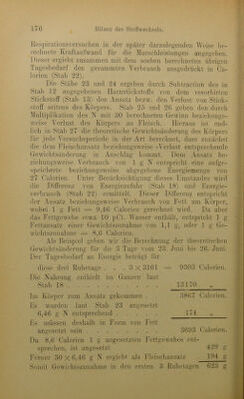 176 Bilanz des Stoffwechsels.
Respirationsversuchen in der später darzulegenden Weise be-
rechnete Kraftaufwand für die Marschleistungen angegeben.
Dieser ergiebt zusammen mit dem soeben berechneten übrigen
Tagesbedarf den gesammten Verbrauch ausgedrückt in Ca-
lorien (Stab 22).
Die Stäbe 23 und 24 ergeben durch Subtraction des in
Stab 12 angegebenen Harnstickstoffes von dem resorbirten
Stickstoff (Stab 13) den Ansatz bezw. den Verlust von Stick-
stoff seitens des Körpers. Stab 25 und 26 geben den durch
Multiplikation des N mit 30 berechneten Gewinn beziehungs-
weise Verlust des Körpers an Fleisch. Hieraus ist end-
lich in Stab 27 die theoretische Gewichtsänderung des Körpers
für jede Versuchsperiode in der Art berechnet, dass zunächst
die dem Fleischansatz beziehungsweise -Verlust entsprechende
Gewichtsänderung in Anschlag kommt. Dem Ansatz be-
ziehungsweise Verbrauch von 1 g N entspricht eine aufge-
speicherte beziehungsweise abgegebene Energiemenge von
27 Calorien. Unter Berücksichtigung dieses Umstandes wird
die Differenz von Energiezufuhr (Stab 18) und Energie-
verbrauch (Stab 22) ermittelt. Dieser Differenz entspricht
der Ansatz beziehungsweise Verbrauch von Fett am Körper,
wobei 1 g Fett = 9,46 Calorien gerechnet wird. Da aber
das Fettgewebe etwa 10 pCt. Wasser enthält, entspricht 1 g
Fettansatz einer Gewichtszunahme von 1,1 g, oder 1 g Ge-
wichtszunahme = 8,6 Calorien.
Als Beispiel geben wir die Berechnung der theoretischen
Gewichtsänderung für die 3 Tage vom 23. Juni bis 26. Juni.
Der Tagesbedarf an Energie beträgt für
diese drei Ruhetage . . . 3 × 3101 = 9303 Calorien.
Die Nahrung enthielt im Ganzen laut
Stab 18 . . . 13170 "
Im Körper zum Ansatz gekommen . 3867 Calorien.
Es wurden laut Stab 23 angesetzt
6,46 g N entsprechend . . . 174 "
Es müssen deshalb in Form von Fett
angesetzt sein . . . 3693 Calorien.
Da 8,6 Calorien 1 g angesetzten Fettgewebes ent-
sprechen, ist angesetzt . . . 429 g
Ferner 30 × 6,46 g N ergiebt als Fleischansatz 194 g
Somit Gewichtszunahme in den ersten 3 Ruhetagen 623 g